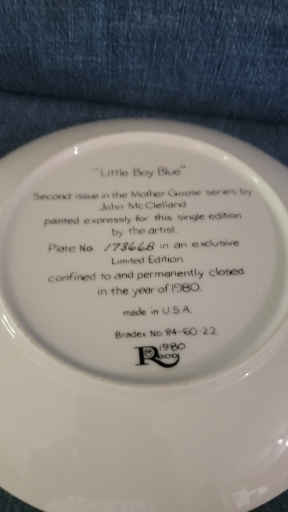 "Little Boy Blue"
Second issue in the Mother Goose series by
John McClelland
painted expressly for this single edition
by the artist.
Plate No. 17366B in an exclusive
Limited Edition
confined to and permanently closed
in the year of 1980.
made in U.S.A.
Bradex No. 84-R60-2.2
1980
Reco